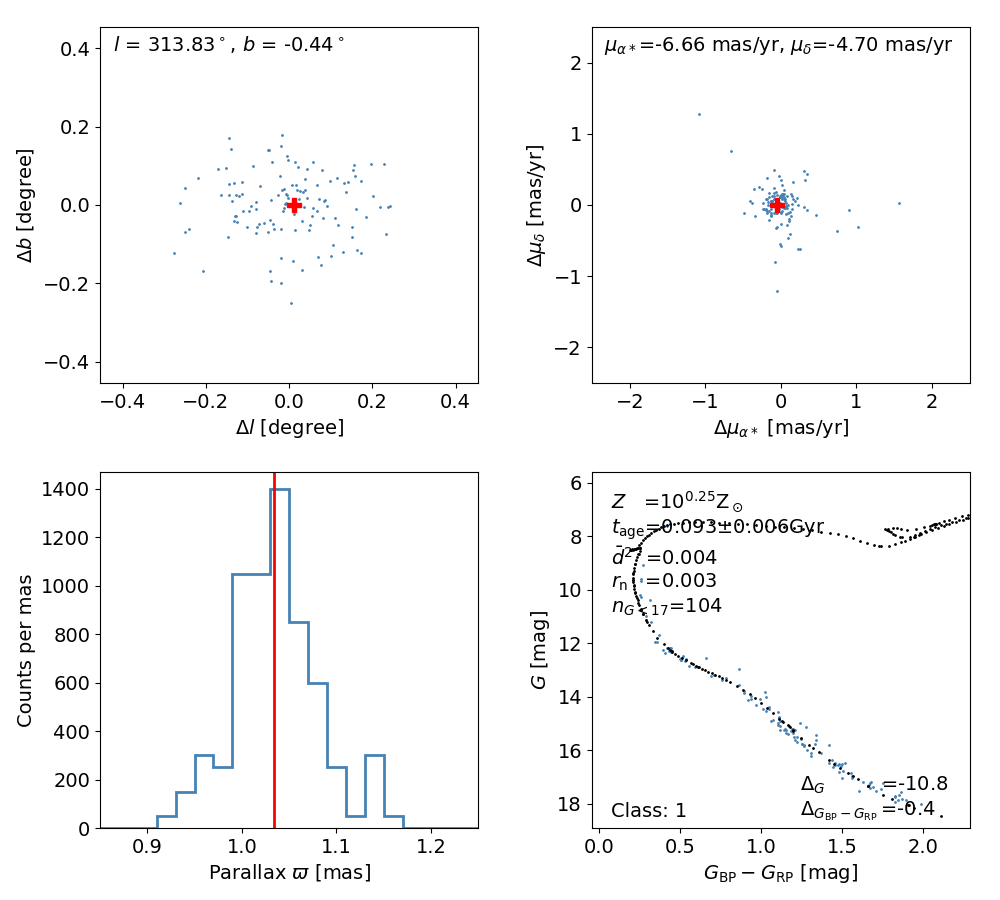 l = 313.83°, b = -0.44°
0.4
0.2
0.0
−0.2
−0.4
Δb [degree]
−0.4 −0.2 0.0 0.2 0.4
Δl [degree]
μα*=-6.66 mas/yr, μδ=-4.70 mas/yr
2
1
0
−1
−2
Δμδ [mas/yr]
−2 −1 0 1 2
Δμα* [mas/yr]
1400
1200
1000
800
600
400
200
0
Counts per mas
0.9 1.0 1.1 1.2
Parallax ϖ [mas]
Z =10^0.25 Z⊙
t_age=0.093±0.006Gyr
d̄² =0.004
r_n =0.003
n_G<17=104
Δ_G =-10.8
Δ_GBP−GRP =-0.4
Class: 1
6
8
10
12
14
16
18
G [mag]
0.0 0.5 1.0 1.5 2.0
G_BP − G_RP [mag]